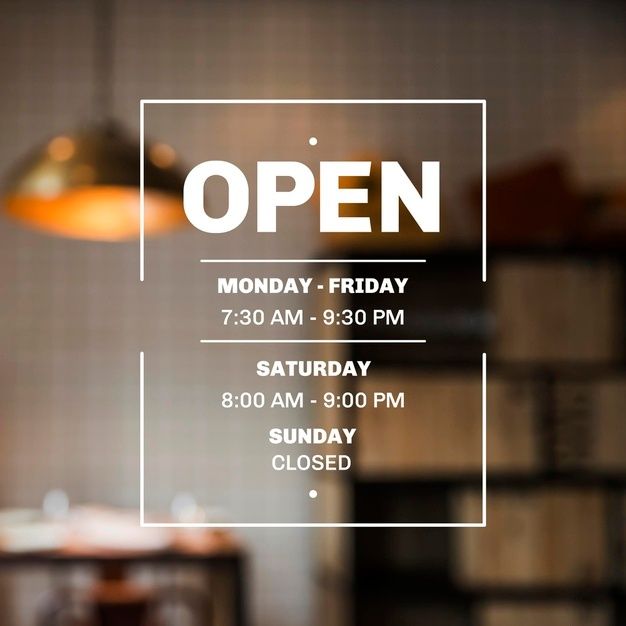 OPEN
MONDAY - FRIDAY
7:30 AM - 9:30 PM
SATURDAY
8:00 AM - 9:00 PM
SUNDAY
CLOSED